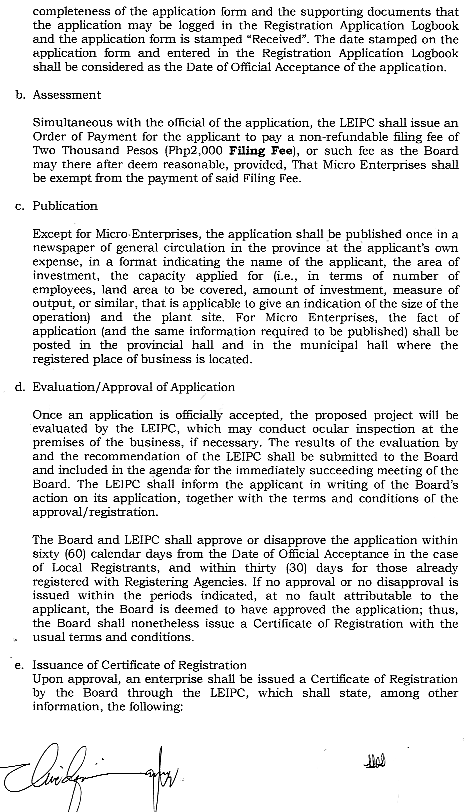 completeness of the application form and the supporting documents that
the application may be logged in the Registration Application Logbook
and the application form is stamped “Received”. The date stamped on the
application form and entered in the Registration Application Logbook
shall be considered as the Date of Official Acceptance of the application.
b. Assessment
Simultaneous with the official of the application, the LEIPC shall issue an
Order of Payment for the applicant to pay a non-refundable filing fee of
Two Thousand Pesos (Php2,000 Filing Fee), or such fee as the Board
may there after deem reasonable, provided, That Micro Enterprises shall
be exempt from the payment of said Filing Fee.
c. Publication
Except for Micro Enterprises, the application shall be published once in a
newspaper of general circulation in the province at the applicant's own
expense, in a format indicating the name of the applicant, the area of
investment, the capacity applied for (i.e., in terms of number of
employees, land area to be covered, amount of investment, measure of
output, or similar, that is applicable to give an indication of the size of the
operation) and the plant site. For Micro Enterprises, the fact of
application (and the same information required to be published) shall be
posted in the provincial hall and in the municipal hall where the
registered place of business is located.
d. Evaluation/Approval of Application
Once an application is officially accepted, the proposed project will be
evaluated by the LEIPC, which may conduct ocular inspection at the
premises of the business, if necessary. The results of the evaluation by
and the recommendation of the LEIPC shall be submitted to the Board
and included in the agenda for the immediately succeeding meeting of the
Board. The LEIPC shall inform the applicant in writing of the Board's
action on its application, together with the terms and conditions of the
approval/registration.
The Board and LEIPC shall approve or disapprove the application within
sixty (60) calendar days from the Date of Official Acceptance in the case
of Local Registrants, and within thirty (30) days for those already
registered with Registering Agencies. If no approval or no disapproval is
issued within the periods indicated, at no fault attributable to the
applicant, the Board is deemed to have approved the application; thus,
the Board shall nonetheless issue a Certificate of Registration with the
usual terms and conditions.
e. Issuance of Certificate of Registration
Upon approval, an enterprise shall be issued a Certificate of Registration
by the Board through the LEIPC, which shall state, among other
information, the following: